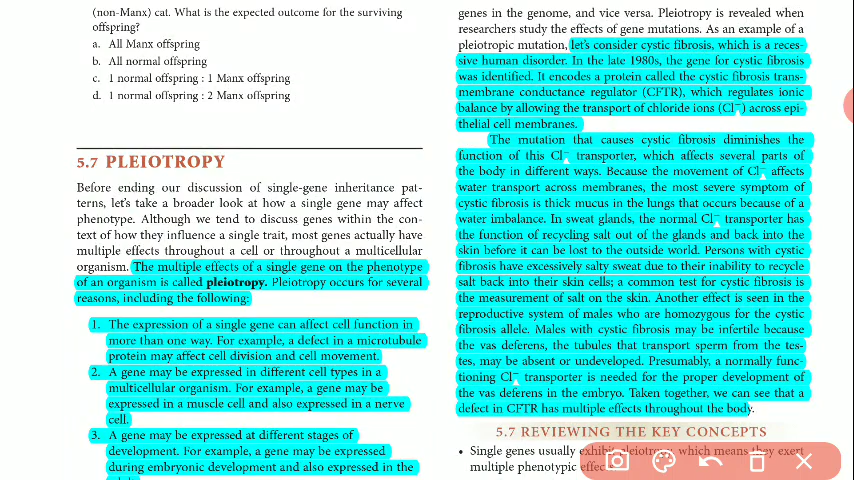 (non-Manx) cat. What is the expected outcome for the surviving
offspring?
a. All Manx offspring
b. All normal offspring
c. 1 normal offspring : 1 Manx offspring
d. 1 normal offspring : 2 Manx offspring
5.7 PLEIOTROPY
Before ending our discussion of single-gene inheritance pat-
terns, let's take a broader look at how a single gene may affect
phenotype. Although we tend to discuss genes within the con-
text of how they influence a single trait, most genes actually have
multiple effects throughout a cell or throughout a multicellular
organism. The multiple effects of a single gene on the phenotype
of an organism is called pleiotropy. Pleiotropy occurs for several
reasons, including the following:
1. The expression of a single gene can affect cell function in
more than one way. For example, a defect in a microtubule
protein may affect cell division and cell movement.
2. A gene may be expressed in different cell types in a
multicellular organism. For example, a gene may be
expressed in a muscle cell and also expressed in a nerve
cell.
3. A gene may be expressed at different stages of
development. For example, a gene may be expressed
during embryonic development and also expressed in the
genes in the genome, and vice versa. Pleiotropy is revealed when
researchers study the effects of gene mutations. As an example of a
pleiotropic mutation, let's consider cystic fibrosis, which is a reces-
sive human disorder. In the late 1980s, the gene for cystic fibrosis
was identified. It encodes a protein called the cystic fibrosis trans-
membrane conductance regulator (CFTR), which regulates ionic
balance by allowing the transport of chloride ions (Cl⁻) across epi-
thelial cell membranes.
The mutation that causes cystic fibrosis diminishes the
function of this Cl⁻ transporter, which affects several parts of
the body in different ways. Because the movement of Cl⁻ affects
water transport across membranes, the most severe symptom of
cystic fibrosis is thick mucus in the lungs that occurs because of a
water imbalance. In sweat glands, the normal Cl⁻ transporter has
the function of recycling salt out of the glands and back into the
skin before it can be lost to the outside world. Persons with cystic
fibrosis have excessively salty sweat due to their inability to recycle
salt back into their skin cells; a common test for cystic fibrosis is
the measurement of salt on the skin. Another effect is seen in the
reproductive system of males who are homozygous for the cystic
fibrosis allele. Males with cystic fibrosis may be infertile because
the vas deferens, the tubules that transport sperm from the tes-
tes, may be absent or undeveloped. Presumably, a normally func-
tioning Cl⁻ transporter is needed for the proper development of
the vas deferens in the embryo. Taken together, we can see that a
defect in CFTR has multiple effects throughout the body.
5.7 REVIEWING THE KEY CONCEPTS
• Single genes usually exhibit pleiotropy, which means they exert
multiple phenotypic effects